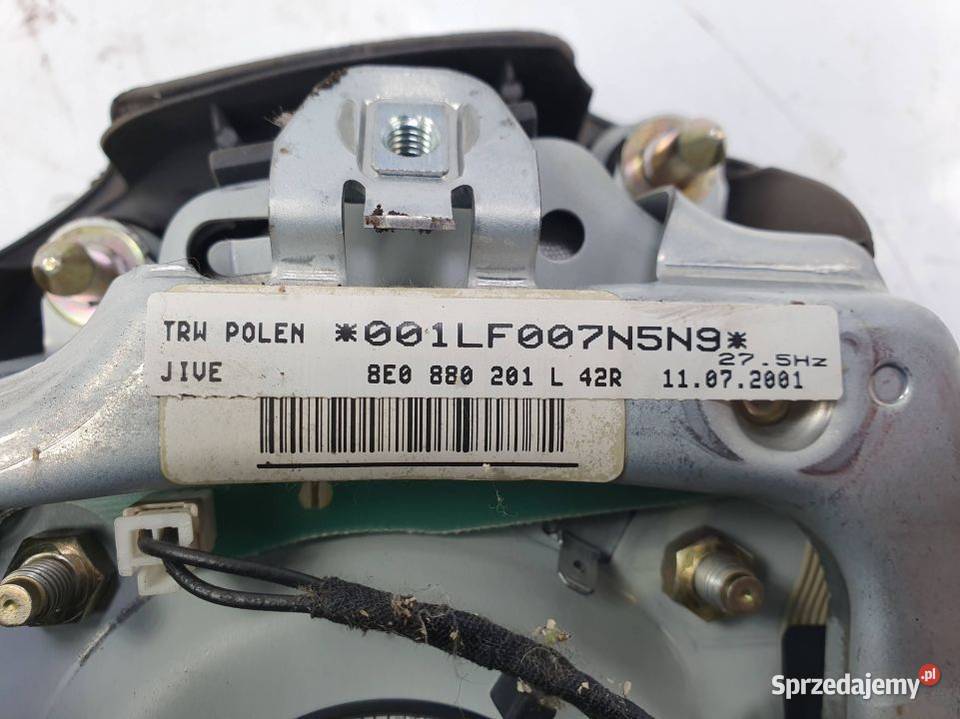 TRW POLEN *001LF007N5N9*
27.5Hz
JIVE 8E0 880 201 L 42R 11.07.2001
Sprzedajemy.pl